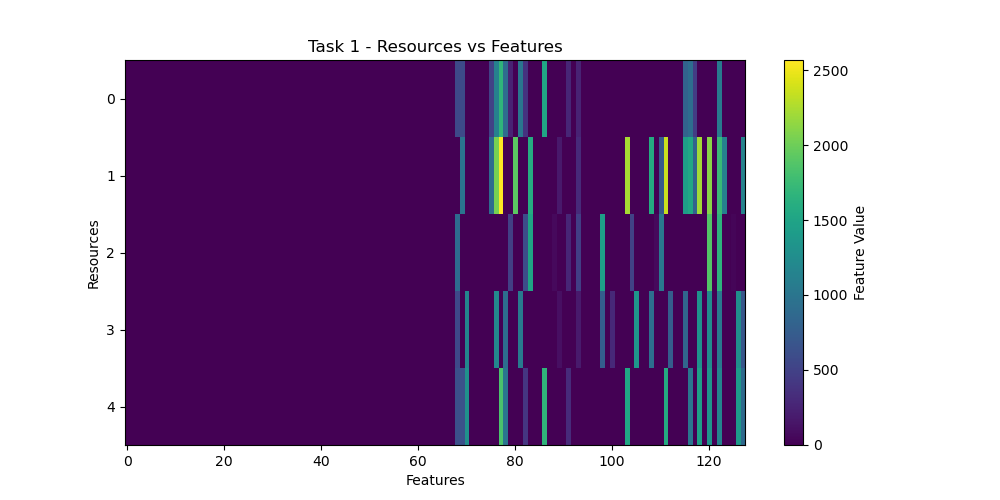 Task 1 - Resources vs Features
Resources
0
1
2
3
4
0 20 40 60 80 100 120
Features
2500
2000
1500
1000
500
0
Feature Value